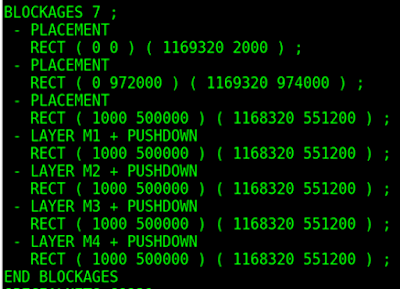 BLOCKAGES 7 ;
- PLACEMENT
RECT ( 0 0 ) ( 1169320 2000 ) ;
- PLACEMENT
RECT ( 0 972000 ) ( 1169320 974000 ) ;
- PLACEMENT
RECT ( 1000 500000 ) ( 1168320 551200 ) ;
- LAYER M1 + PUSHDOWN
RECT ( 1000 500000 ) ( 1168320 551200 ) ;
- LAYER M2 + PUSHDOWN
RECT ( 1000 500000 ) ( 1168320 551200 ) ;
- LAYER M3 + PUSHDOWN
RECT ( 1000 500000 ) ( 1168320 551200 ) ;
- LAYER M4 + PUSHDOWN
RECT ( 1000 500000 ) ( 1168320 551200 ) ;
END BLOCKAGES